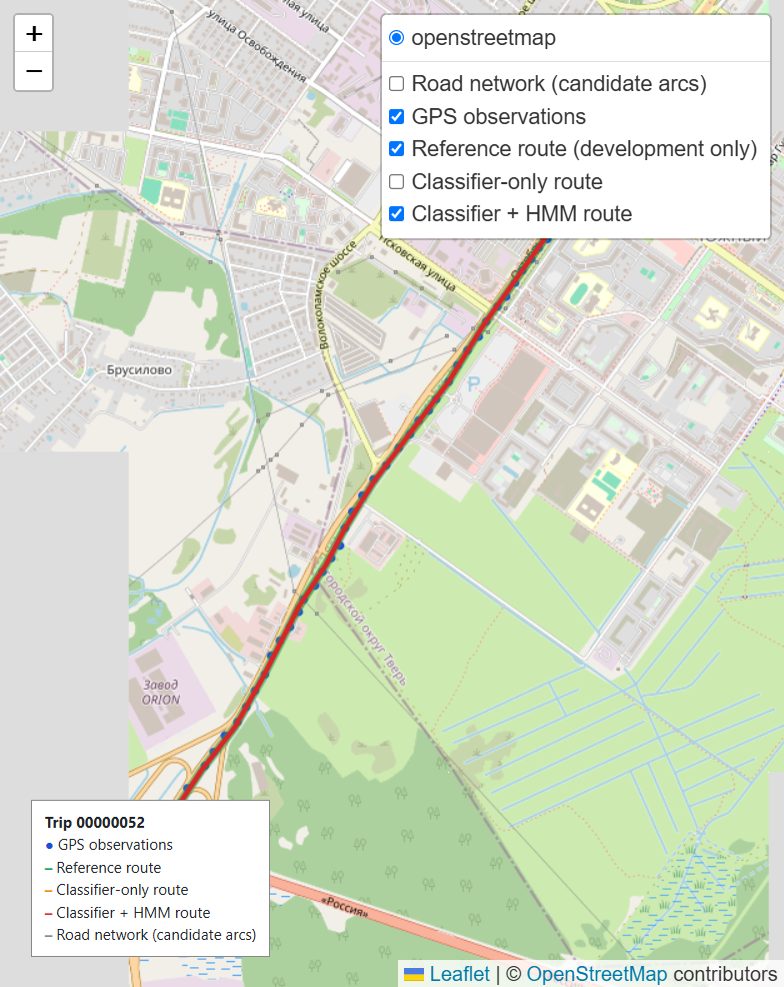 +
−
улица Освобождения
улица
openstreetmap
Road network (candidate arcs)
GPS observations
Reference route (development only)
Classifier-only route
Classifier + HMM route
Волоколамское шоссе
Псковская улица
Брусилово
P
городской округ Тверь
Завод
ORION
Trip 00000052
GPS observations
Reference route
Classifier-only route
Classifier + HMM route
Road network (candidate arcs)
«Россия»
Leaflet | © OpenStreetMap contributors